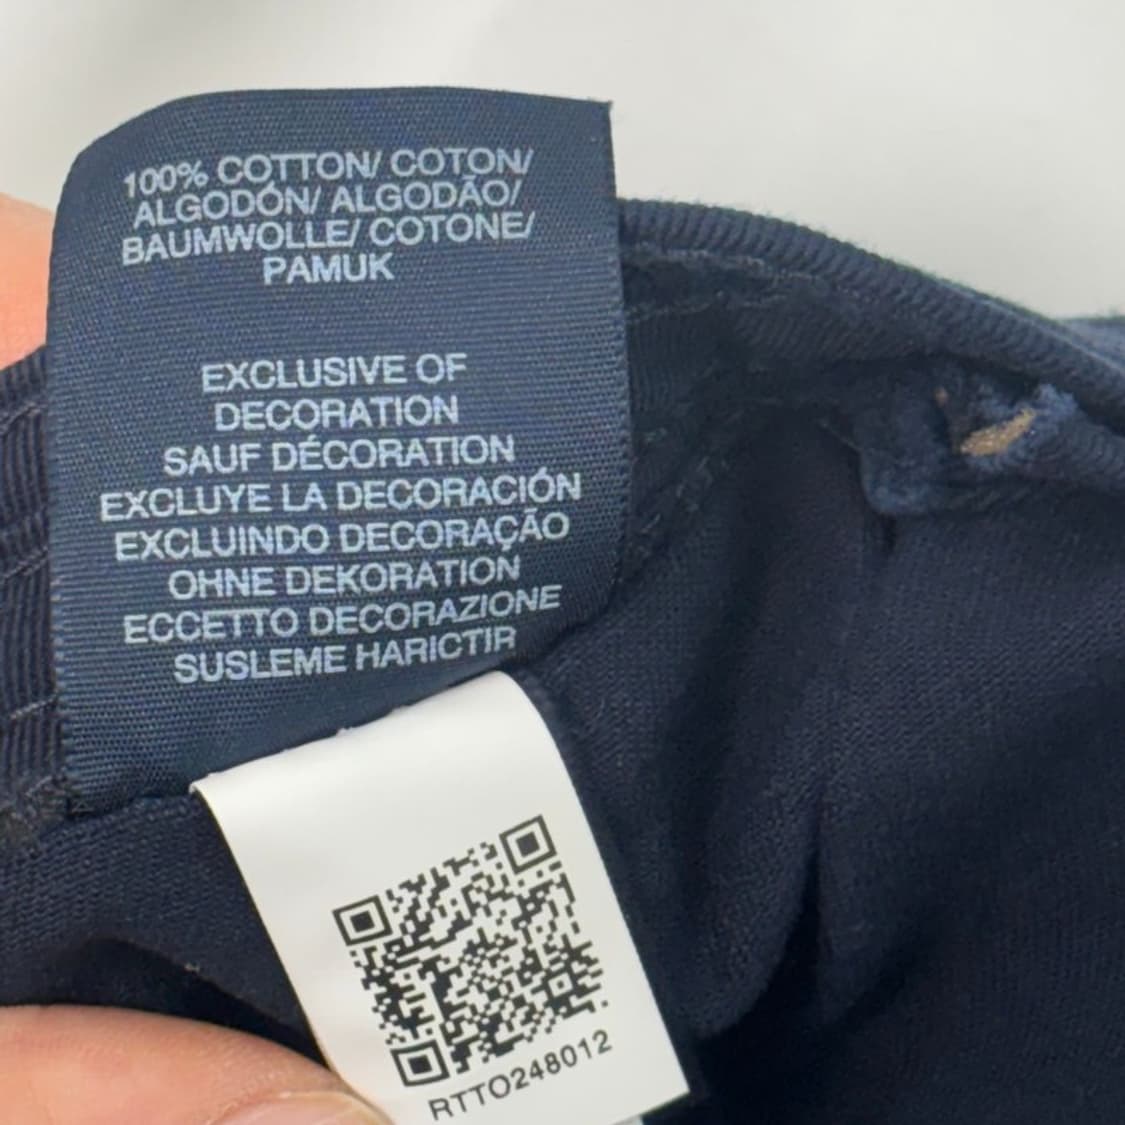 100% COTTON/ COTON/
ALGODÓN/ ALGODÃO/
BAUMWOLLE/ COTONE/
PAMUK
EXCLUSIVE OF
DECORATION
SAUF DÉCORATION
EXCLUYE LA DECORACIÓN
EXCLUINDO DECORAÇÃO
OHNE DEKORATION
ECCETTO DECORAZIONE
SUSLEME HARICTIR
RTTO248012